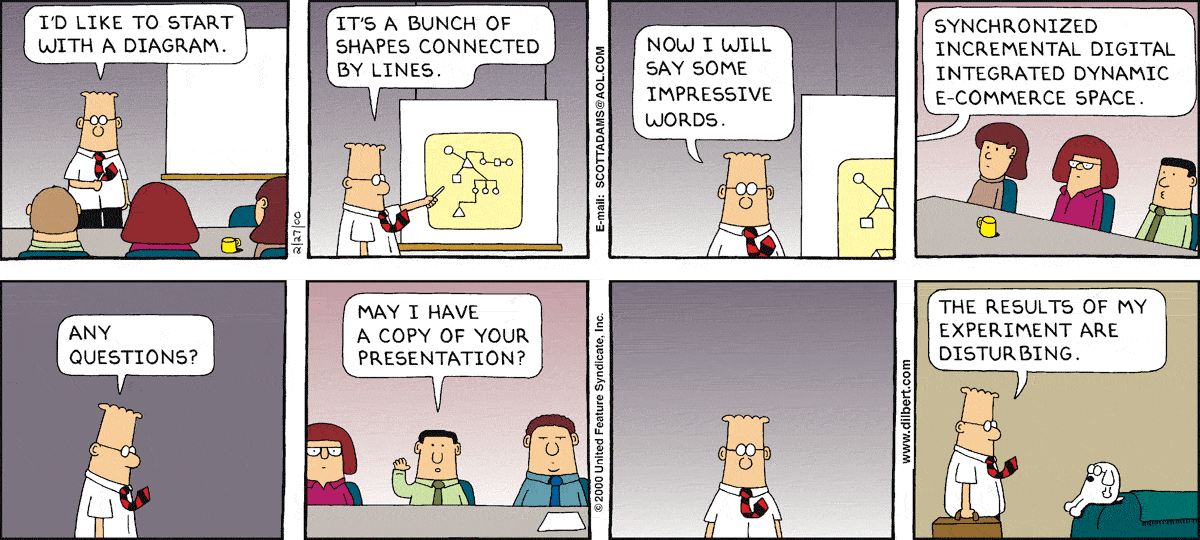 I'D LIKE TO START
WITH A DIAGRAM.
2/27/00
IT'S A BUNCH OF
SHAPES CONNECTED
BY LINES.
E-mail: SCOTTADAMS@AOL.COM
NOW I WILL
SAY SOME
IMPRESSIVE
WORDS.
SYNCHRONIZED
INCREMENTAL DIGITAL
INTEGRATED DYNAMIC
E-COMMERCE SPACE.
ANY
QUESTIONS?
MAY I HAVE
A COPY OF YOUR
PRESENTATION?
© 2000 United Feature Syndicate, Inc.
www.dilbert.com
THE RESULTS OF MY
EXPERIMENT ARE
DISTURBING.